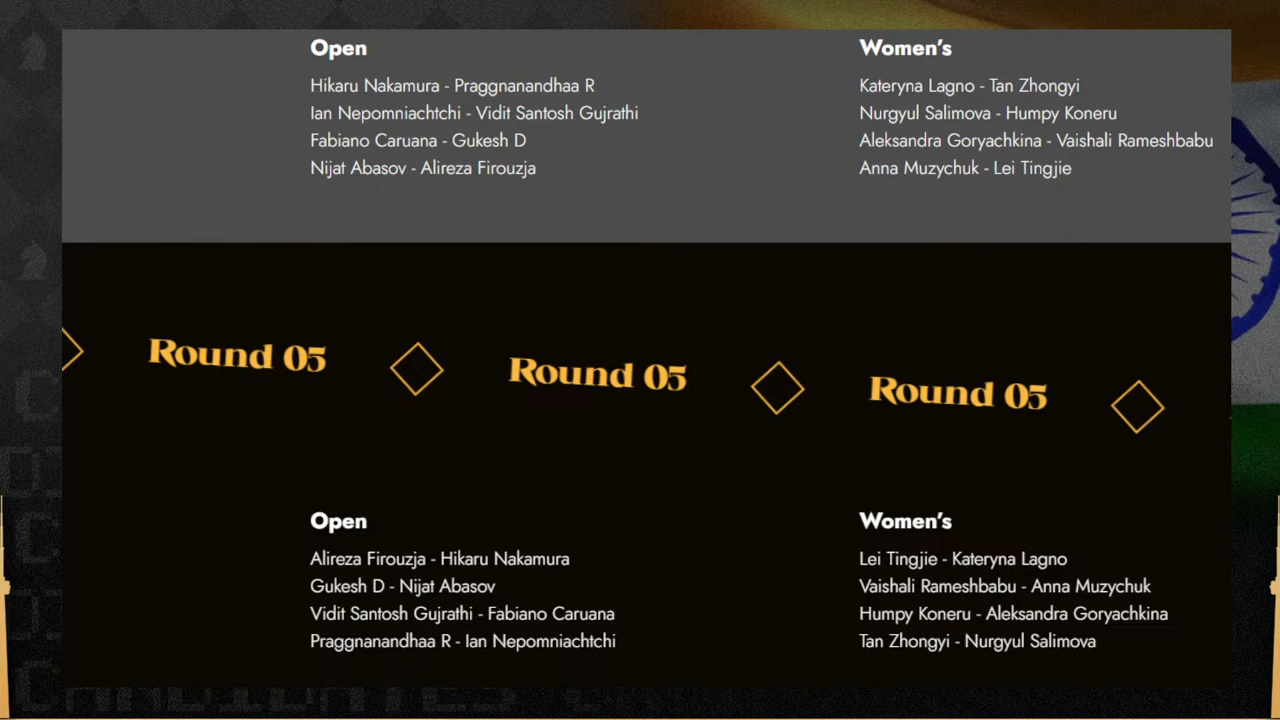 Open
Hikaru Nakamura - Praggnanandhaa R
Ian Nepomniachtchi - Vidit Santosh Gujrathi
Fabiano Caruana - Gukesh D
Nijat Abasov - Alireza Firouzja
Women's
Kateryna Lagno - Tan Zhongyi
Nurgyul Salimova - Humpy Koneru
Aleksandra Goryachkina - Vaishali Rameshbabu
Anna Muzychuk - Lei Tingjie
Round 05
Round 05
Round 05
Open
Alireza Firouzja - Hikaru Nakamura
Gukesh D - Nijat Abasov
Vidit Santosh Gujrathi - Fabiano Caruana
Praggnanandhaa R - Ian Nepomniachtchi
Women's
Lei Tingjie - Kateryna Lagno
Vaishali Rameshbabu - Anna Muzychuk
Humpy Koneru - Aleksandra Goryachkina
Tan Zhongyi - Nurgyul Salimova